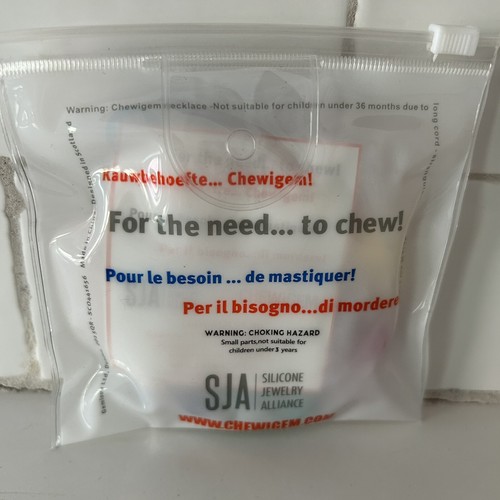 Warning: Chewigem necklace -Not suitable for children under 36 months due to
long cord -
Kauwbehoefte... Chewigem!
For the need... to chew!
Pour le besoin ... de mastiquer!
Per il bisogno...di mordere
WARNING: CHOKING HAZARD
Small parts,not suitable for
children under 3 years
SJA SILICONE
JEWELRY
ALLIANCE
WWW.CHEWIGEM.COM